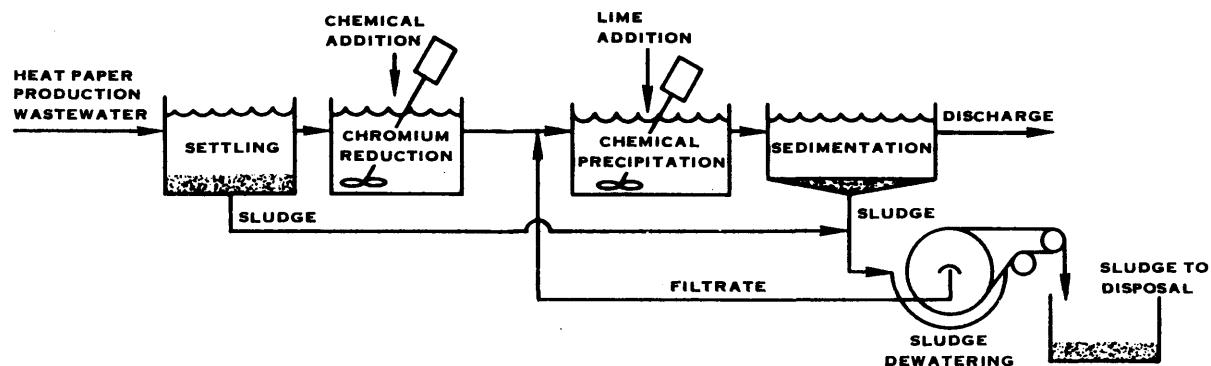 CHEMICAL
ADDITION
LIME
ADDITION
HEAT PAPER
PRODUCTION
WASTEWATER
SETTLING
CHROMIUM
REDUCTION
CHEMICAL
PRECIPITATION
SEDIMENTATION
DISCHARGE
SLUDGE
SLUDGE
FILTRATE
SLUDGE TO
DISPOSAL
SLUDGE
DEWATERING